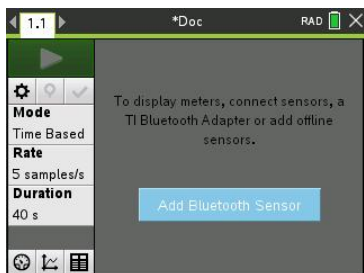 1.1
*Doc
RAD
Mode
Time Based
Rate
5 samples/s
Duration
40 s
To display meters, connect sensors, a
TI Bluetooth Adapter or add offline
sensors.
Add Bluetooth Sensor